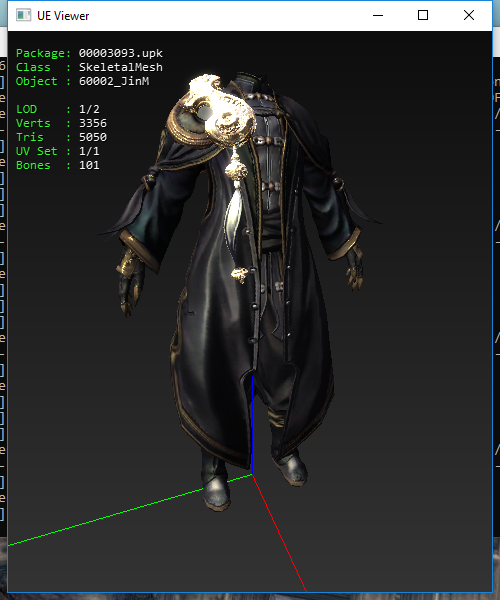 UE Viewer
Package: 00003093.upk
Class : SkeletalMesh
Object : 60002_JinM
LOD : 1/2
Verts : 3356
Tris : 5050
UV Set : 1/1
Bones : 101